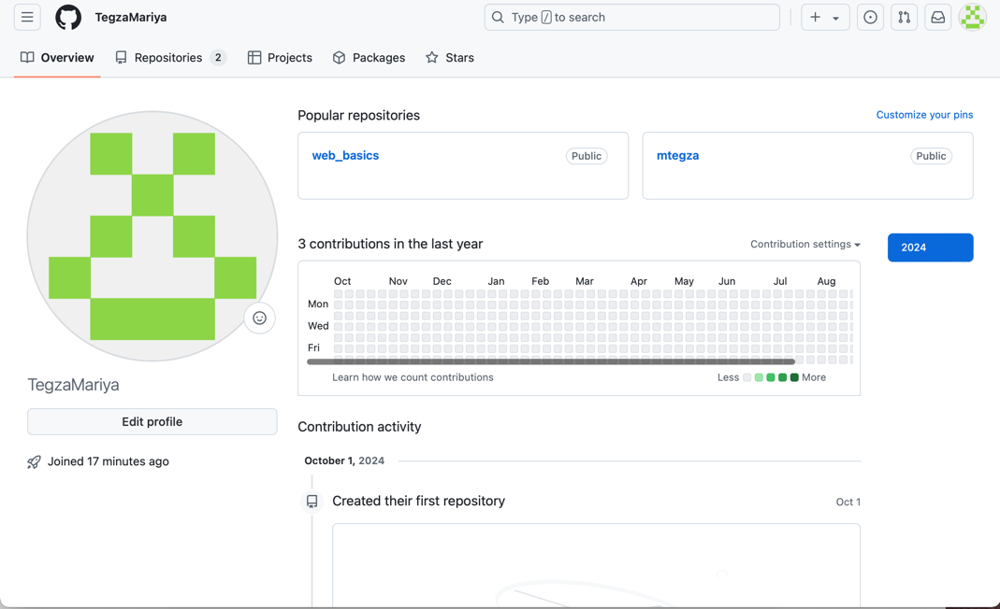 TegzaMariya
Type / to search
Overview
Repositories 2
Projects
Packages
Stars
TegzaMariya
Edit profile
Joined 17 minutes ago
Popular repositories
Customize your pins
web_basics Public
mtegza Public
3 contributions in the last year
Contribution settings
2024
Oct Nov Dec Jan Feb Mar Apr May Jun Jul Aug
Mon
Wed
Fri
Learn how we count contributions
Less More
Contribution activity
October 1, 2024
Created their first repository
Oct 1